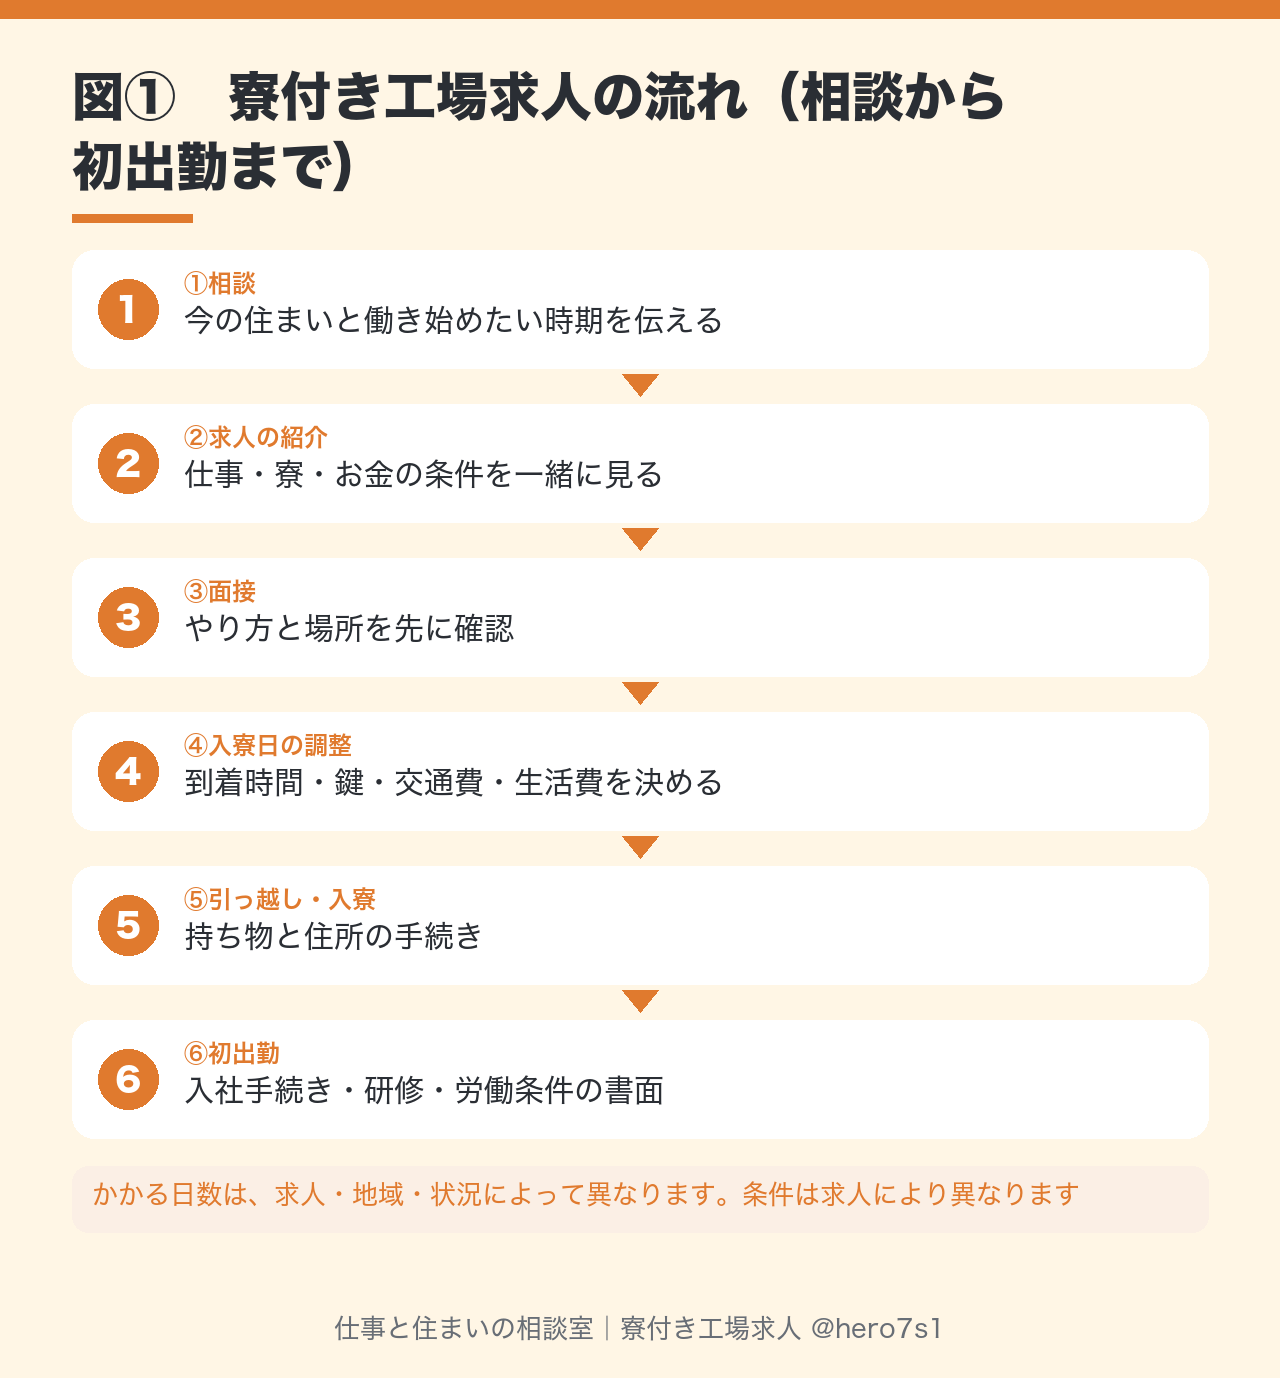 図①　寮付き工場求人の流れ（相談から
初出勤まで）
1
①相談
今の住まいと働き始めたい時期を伝える
2
②求人の紹介
仕事・寮・お金の条件を一緒に見る
3
③面接
やり方と場所を先に確認
4
④入寮日の調整
到着時間・鍵・交通費・生活費を決める
5
⑤引っ越し・入寮
持ち物と住所の手続き
6
⑥初出勤
入社手続き・研修・労働条件の書面
かかる日数は、求人・地域・状況によって異なります。条件は求人により異なります
仕事と住まいの相談室｜寮付き工場求人 @hero7s1